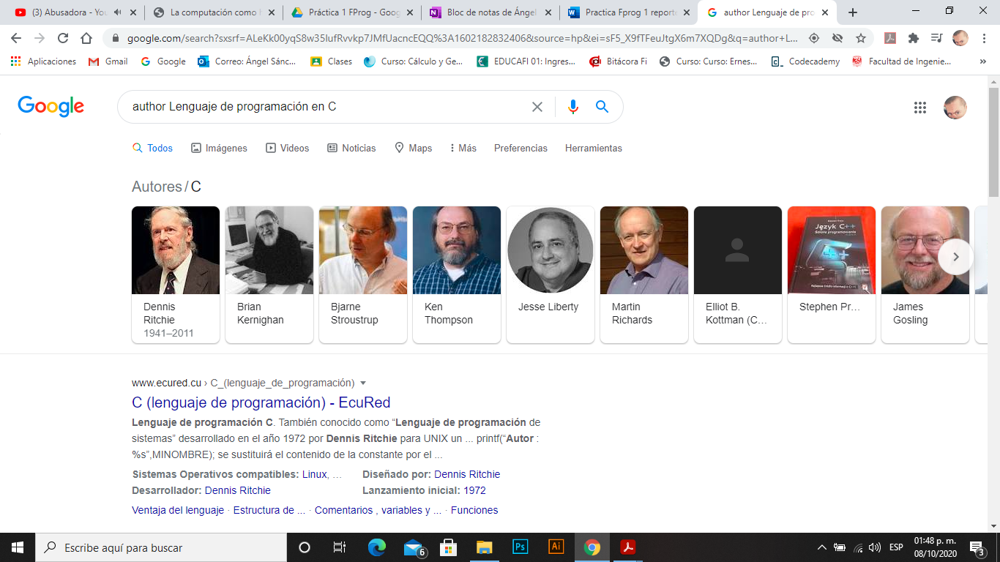 (3) Abusadora - You
La computación como h
Práctica 1 FProg - Goog
Bloc de notas de Ángel
Practica Fprog 1 reporte
author Lenguaje de pro
google.com/search?sxsrf=ALeKk00yqS8w35IufRvvkp7JMfUacncEQQ%3A1602182832406&source=hp&ei=sF5_X9fTFeuJtgX6m7XQDg&q=author+L...
Aplicaciones
Gmail
Google
Correo: Ángel Sánc...
Clases
Curso: Cálculo y Ge...
EDUCAFI 01: Ingres...
Bitácora Fi
Curso: Curso: Ernes...
Codecademy
Facultad de Ingenie...
»
Google
author Lenguaje de programación en C
Todos
Imágenes
Videos
Noticias
Maps
Más
Preferencias
Herramientas
Autores / C
Język C++
Dennis
Ritchie
1941–2011
Brian
Kernighan
Bjarne
Stroustrup
Ken
Thompson
Jesse Liberty
Martin
Richards
Elliot B.
Kottman (C...
Stephen Pr...
James
Gosling
www.ecured.cu › C_(lenguaje_de_programación)
C (lenguaje de programación) - EcuRed
Lenguaje de programación C. También conocido como “Lenguaje de programación de
sistemas” desarrollado en el año 1972 por Dennis Ritchie para UNIX un ... printf(“Autor :
%s”,MINOMBRE); se sustituirá el contenido de la constante por el ...
Sistemas Operativos compatibles: Linux, ...
Diseñado por: Dennis Ritchie
Desarrollador: Dennis Ritchie
Lanzamiento inicial: 1972
Ventaja del lenguaje · Estructura de ... · Comentarios , variables y ... · Funciones
Escribe aquí para buscar
6
Ps
Ai
ESP
01:48 p. m.
08/10/2020
3